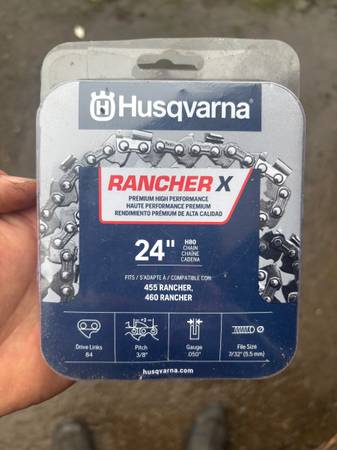 H Husqvarna
RANCHER X
PREMIUM HIGH PERFORMANCE
HAUTE PERFORMANCE PREMIUM
RENDIMIENTO PRÉMIUM DE ALTA CALIDAD
24" H80
CHAIN
CHAÎNE
CADENA
FITS / S'ADAPTE À / COMPATIBLE CON:
455 RANCHER,
460 RANCHER
Drive Links
84
Pitch
3/8"
Gauge
.050"
File Size
7/32" (5.5 mm)
husqvarna.com